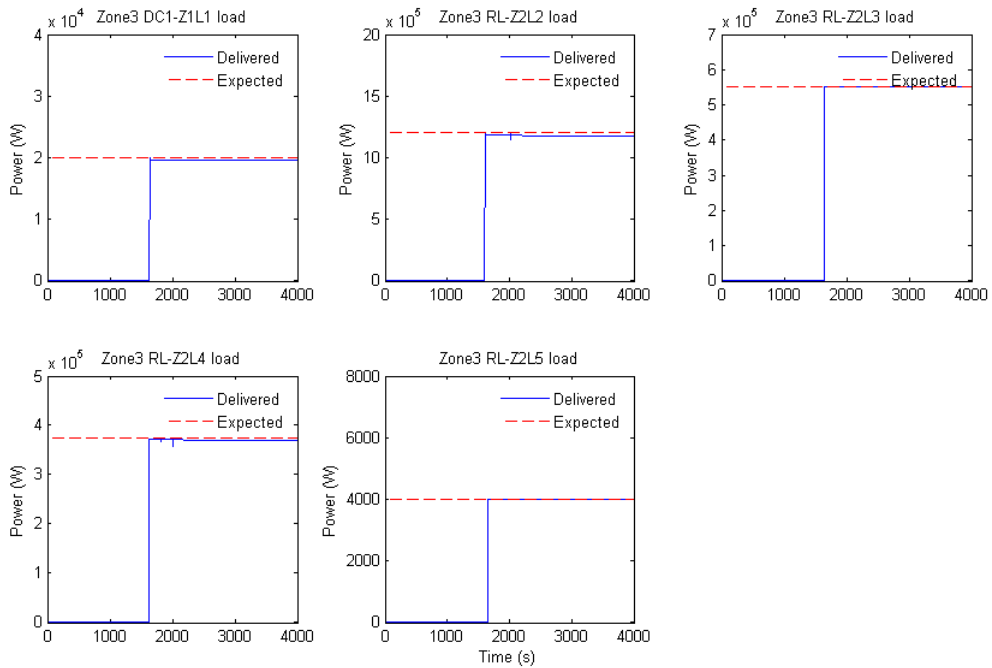 Zone3 DC1-Z1L1 load
x 10^4
4
3
2
1
0
Power (W)
0 1000 2000 3000 4000
Delivered
Expected
Zone3 RL-Z2L2 load
x 10^5
20
15
10
5
0
Power (W)
0 1000 2000 3000 4000
Delivered
Expected
Zone3 RL-Z2L3 load
x 10^5
7
6
5
4
3
2
1
0
Power (W)
0 1000 2000 3000 4000
Delivered
Expected
Zone3 RL-Z2L4 load
x 10^5
5
4
3
2
1
0
Power (W)
0 1000 2000 3000 4000
Delivered
Expected
Zone3 RL-Z2L5 load
8000
6000
4000
2000
0
Power (W)
0 1000 2000 3000 4000
Time (s)
Delivered
Expected